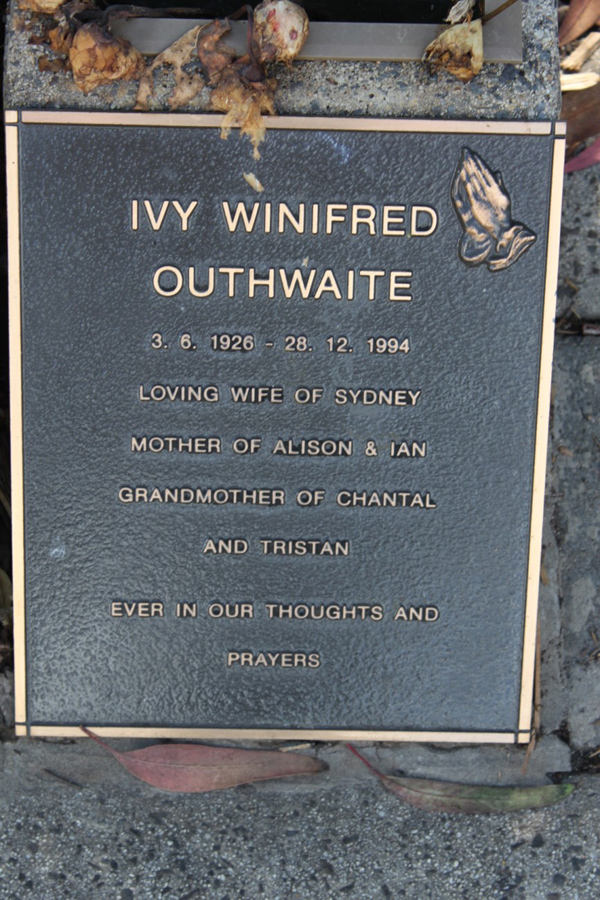 IVY WINIFRED
OUTHWAITE
3. 6. 1926 - 28. 12. 1994
LOVING WIFE OF SYDNEY
MOTHER OF ALISON & IAN
GRANDMOTHER OF CHANTAL
AND TRISTAN
EVER IN OUR THOUGHTS AND
PRAYERS